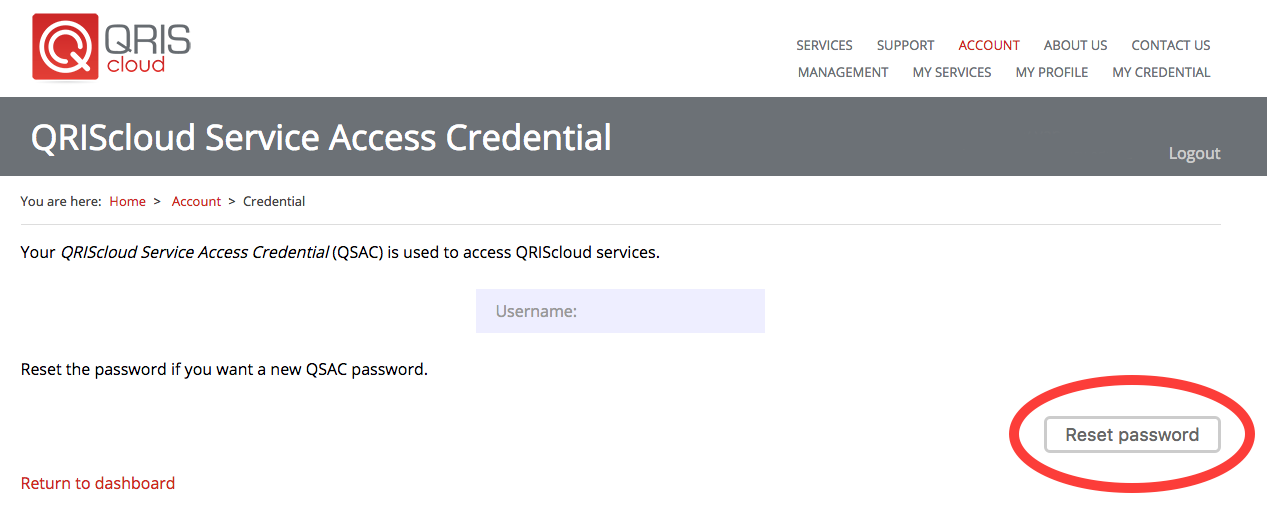 QRIS
cloud
SERVICES SUPPORT ACCOUNT ABOUT US CONTACT US
MANAGEMENT MY SERVICES MY PROFILE MY CREDENTIAL
QRIScloud Service Access Credential
Logout
You are here: Home > Account > Credential
Your QRIScloud Service Access Credential (QSAC) is used to access QRIScloud services.
Username:
Reset the password if you want a new QSAC password.
Reset password
Return to dashboard